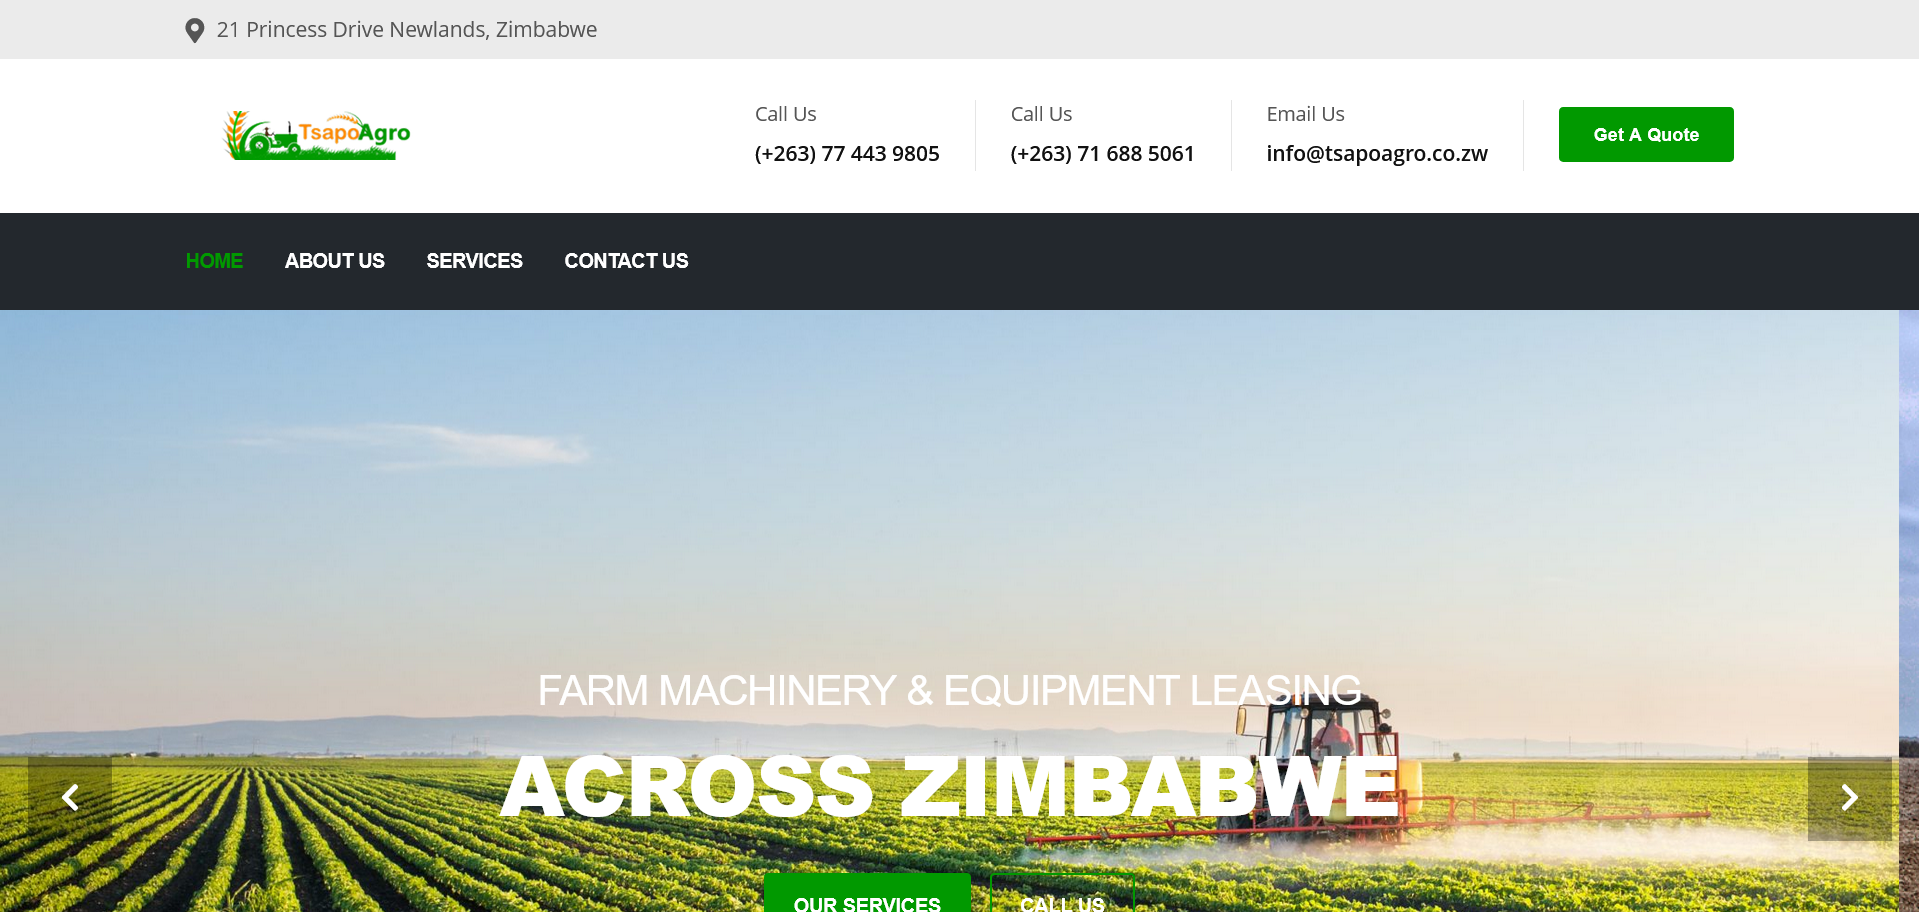 21 Princess Drive Newlands, Zimbabwe
TsapoAgro
Call Us
(+263) 77 443 9805
Call Us
(+263) 71 688 5061
Email Us
info@tsapoagro.co.zw
Get A Quote
HOME ABOUT US SERVICES CONTACT US
FARM MACHINERY & EQUIPMENT LEASING
ACROSS ZIMBABWE
OUR SERVICES
CALL US